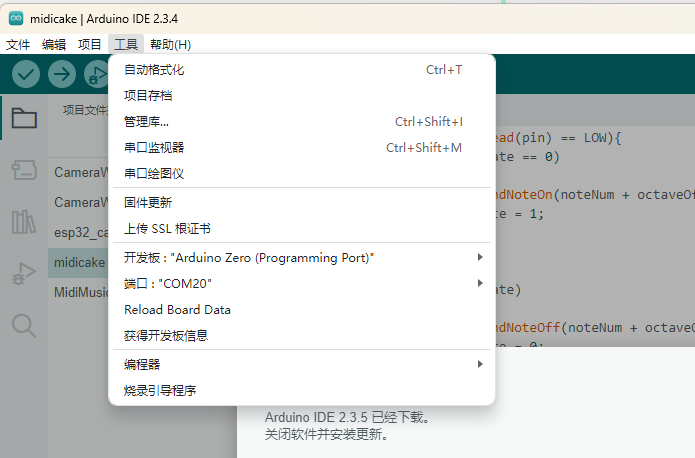 midicake | Arduino IDE 2.3.4
文件 编辑 项目 工具 帮助(H)
自动格式化 Ctrl+T
项目存档
管理库... Ctrl+Shift+I
串口监视器 Ctrl+Shift+M
串口绘图仪
固件更新
上传 SSL 根证书
开发板 : "Arduino Zero (Programming Port)"
端口 : "COM20"
Reload Board Data
获得开发板信息
编程器
烧录引导程序
项目文件
CameraW
CameraW
esp32_ca
midicake
MidiMusic
ead(pin) == LOW){
ate == 0)
ndNoteOn(noteNum + octaveOf
te = 1;
ate)
ndNoteOff(noteNum + octaveO
te = 0;
Arduino IDE 2.3.5 已经下载。
关闭软件并安装更新。